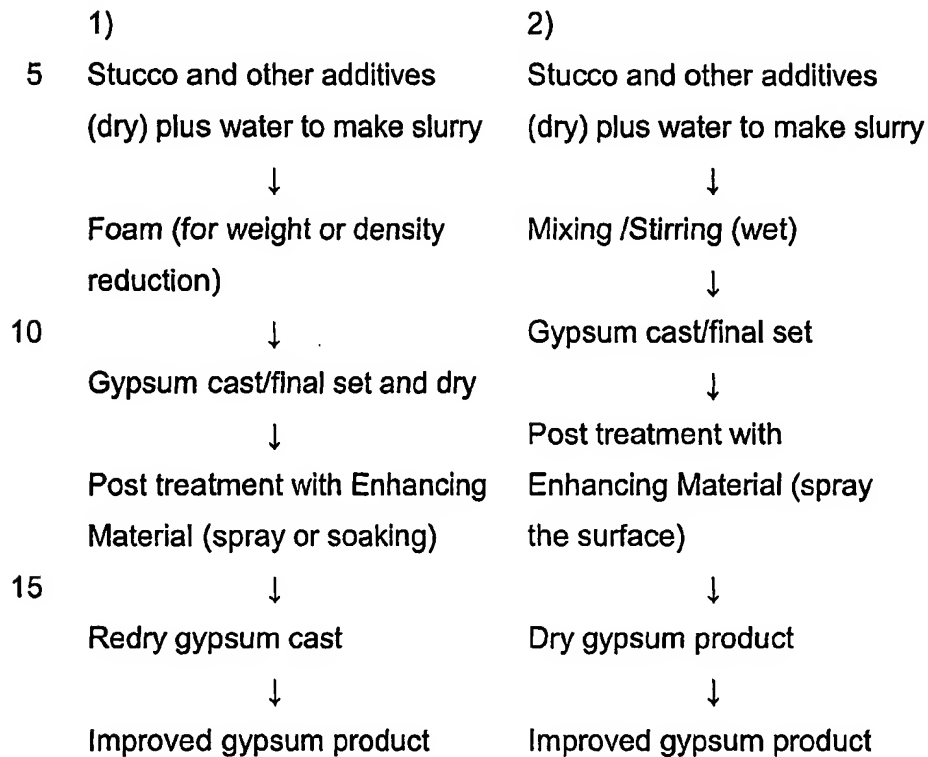 1)
5 Stucco and other additives
(dry) plus water to make slurry
↓
Foam (for weight or density
reduction)
10 ↓
Gypsum cast/final set and dry
↓
Post treatment with Enhancing
Material (spray or soaking)
15 ↓
Redry gypsum cast
↓
Improved gypsum product
2)
Stucco and other additives
(dry) plus water to make slurry
↓
Mixing /Stirring (wet)
↓
Gypsum cast/final set
↓
Post treatment with
Enhancing Material (spray
the surface)
↓
Dry gypsum product
↓
Improved gypsum product